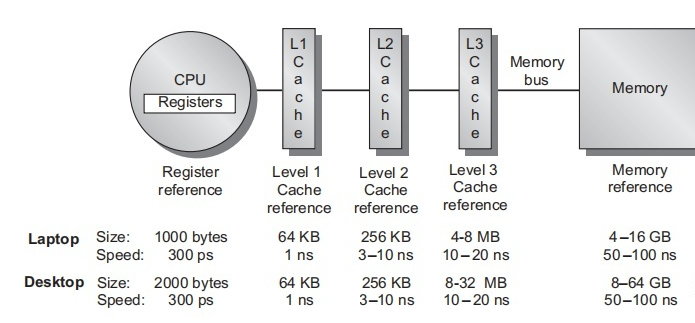 CPU
Registers
L1
C
a
c
h
e
L2
C
a
c
h
e
L3
C
a
c
h
e
Memory
bus
Memory
Register
reference
Level 1
Cache
reference
Level 2
Cache
reference
Level 3
Cache
reference
Memory
reference
Laptop Size: 1000 bytes 64 KB 256 KB 4-8 MB 4–16 GB
Speed: 300 ps 1 ns 3–10 ns 10–20 ns 50–100 ns
Desktop Size: 2000 bytes 64 KB 256 KB 8-32 MB 8–64 GB
Speed: 300 ps 1 ns 3–10 ns 10–20 ns 50–100 ns